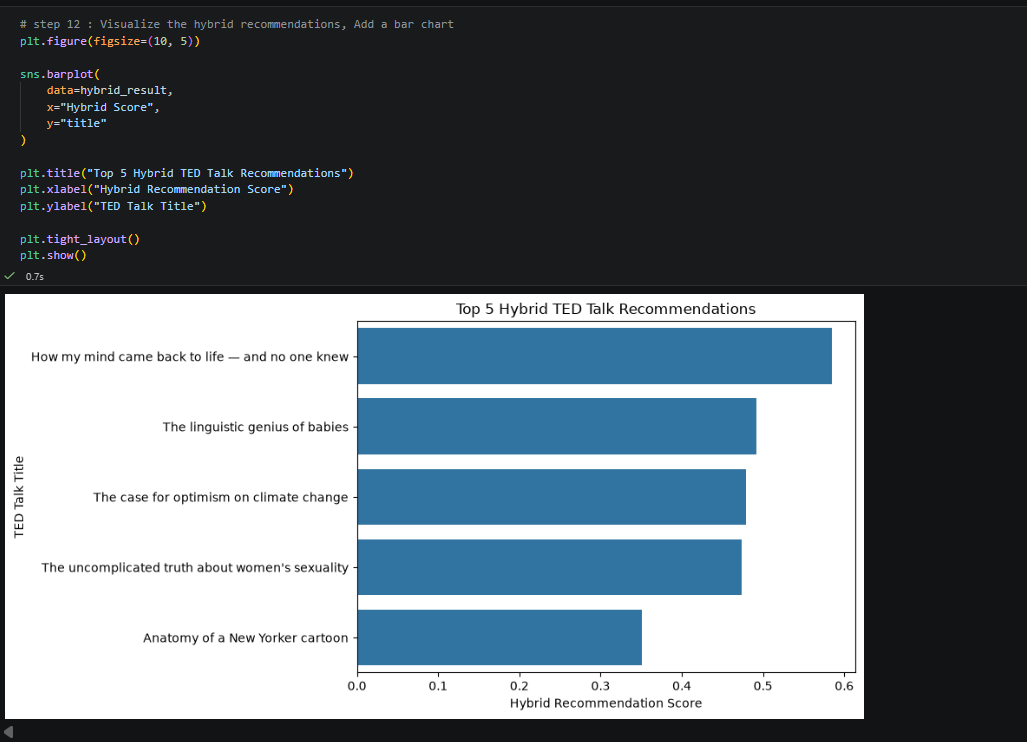 # step 12 : Visualize the hybrid recommendations, Add a bar chart
plt.figure(figsize=(10, 5))
sns.barplot(
    data=hybrid_result,
    x="Hybrid Score",
    y="title"
)
plt.title("Top 5 Hybrid TED Talk Recommendations")
plt.xlabel("Hybrid Recommendation Score")
plt.ylabel("TED Talk Title")
plt.tight_layout()
plt.show()
0.7s
Top 5 Hybrid TED Talk Recommendations
How my mind came back to life — and no one knew
The linguistic genius of babies
The case for optimism on climate change
The uncomplicated truth about women's sexuality
Anatomy of a New Yorker cartoon
TED Talk Title
0.0 0.1 0.2 0.3 0.4 0.5 0.6
Hybrid Recommendation Score